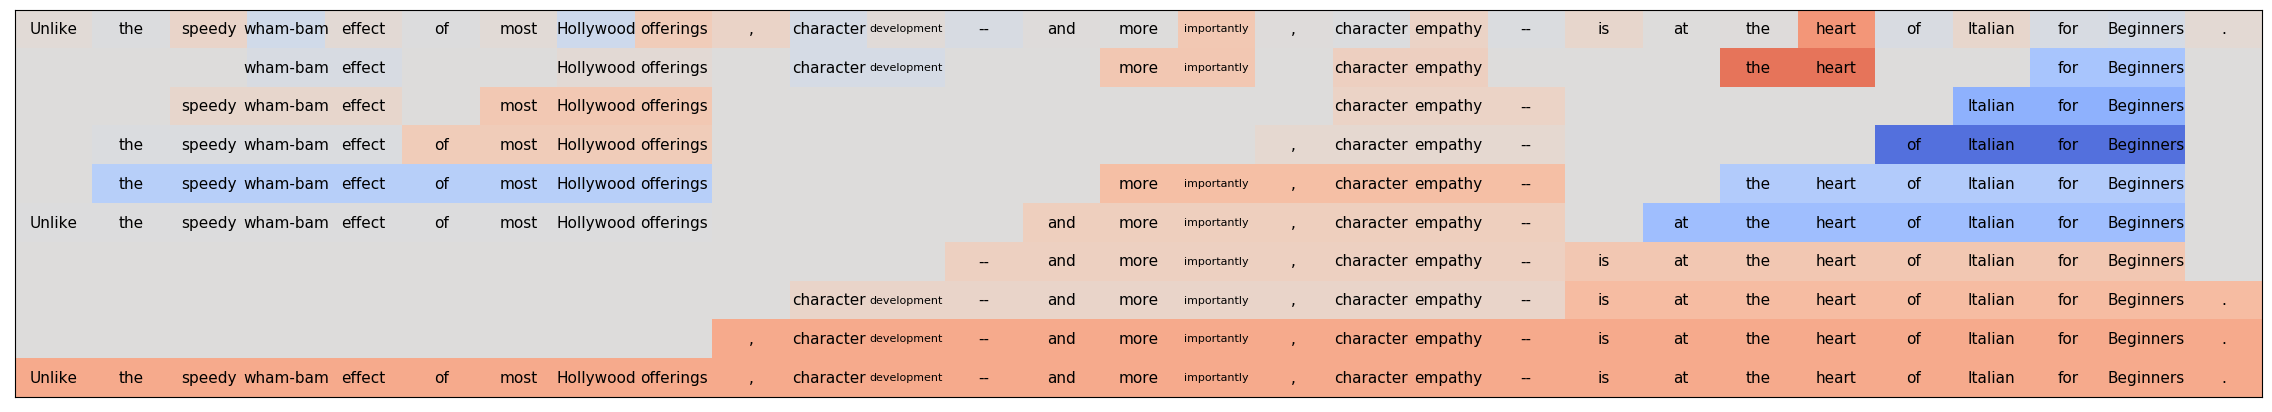 Unlike the speedy wham-bam effect of most Hollywood offerings , character development -- and more importantly , character empathy -- is at the heart of Italian for Beginners .
wham-bam effect Hollywood offerings character development more importantly character empathy the heart for Beginners
speedy wham-bam effect most Hollywood offerings character empathy -- Italian for Beginners
the speedy wham-bam effect of most Hollywood offerings , character empathy -- of Italian for Beginners
the speedy wham-bam effect of most Hollywood offerings more importantly , character empathy -- the heart of Italian for Beginners
Unlike the speedy wham-bam effect of most Hollywood offerings and more importantly , character empathy -- at the heart of Italian for Beginners
-- and more importantly , character empathy -- is at the heart of Italian for Beginners
character development -- and more importantly , character empathy -- is at the heart of Italian for Beginners .
, character development -- and more importantly , character empathy -- is at the heart of Italian for Beginners .
Unlike the speedy wham-bam effect of most Hollywood offerings , character development -- and more importantly , character empathy -- is at the heart of Italian for Beginners .